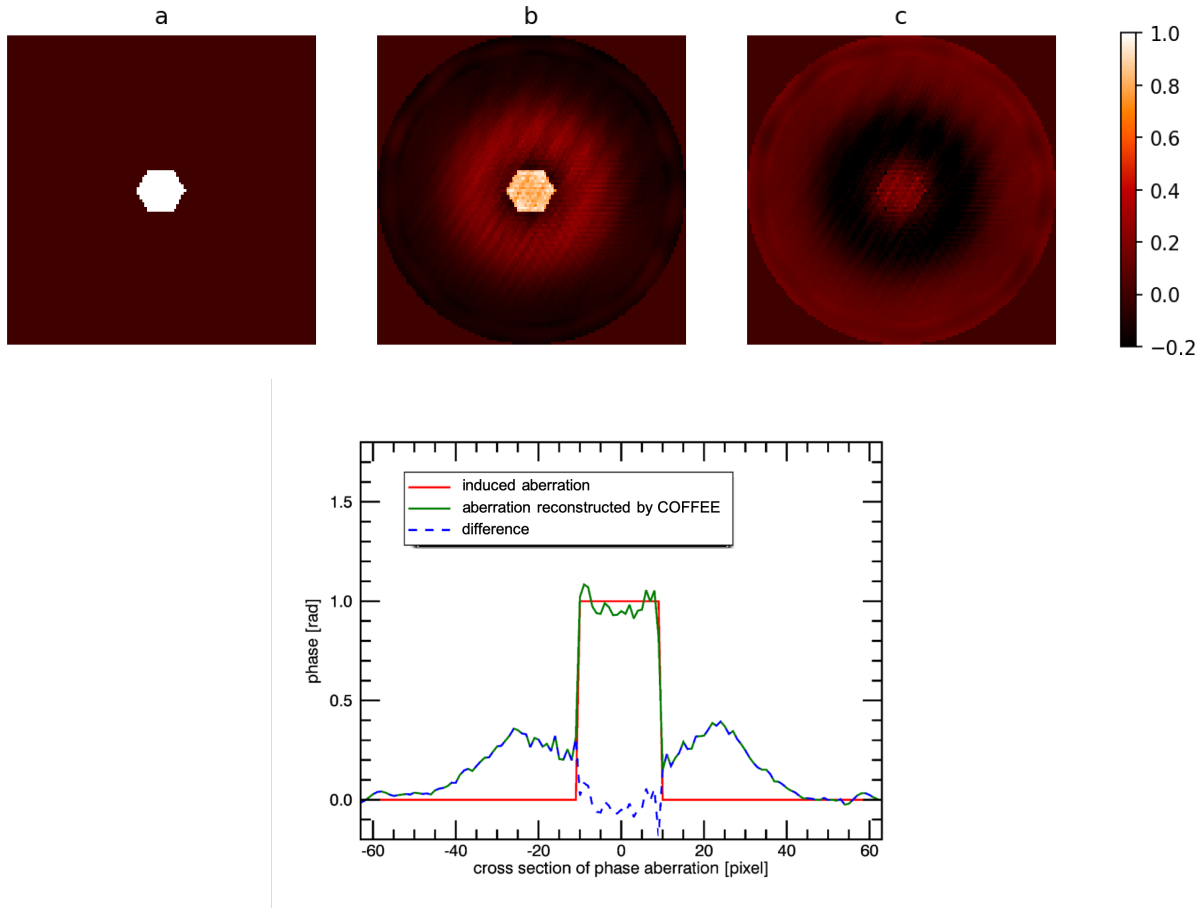 a b c
1.0
0.8
0.6
0.4
0.2
0.0
−0.2
induced aberration
aberration reconstructed by COFFEE
difference
1.5
1.0
0.5
0.0
phase [rad]
-60 -40 -20 0 20 40 60
cross section of phase aberration [pixel]